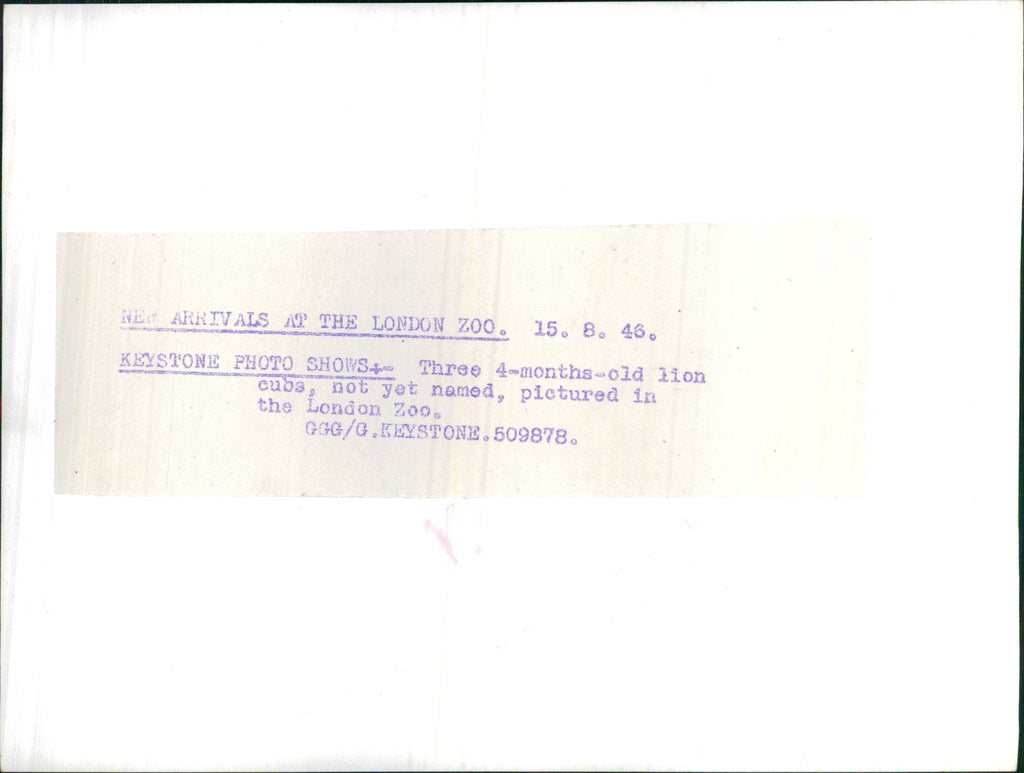 NEW ARRIVALS AT THE LONDON ZOO. 15. 8. 46.
KEYSTONE PHOTO SHOWS:- Three 4-months-old lion
cubs, not yet named, pictured in
the London Zoo.
GGG/G.KEYSTONE.509878.